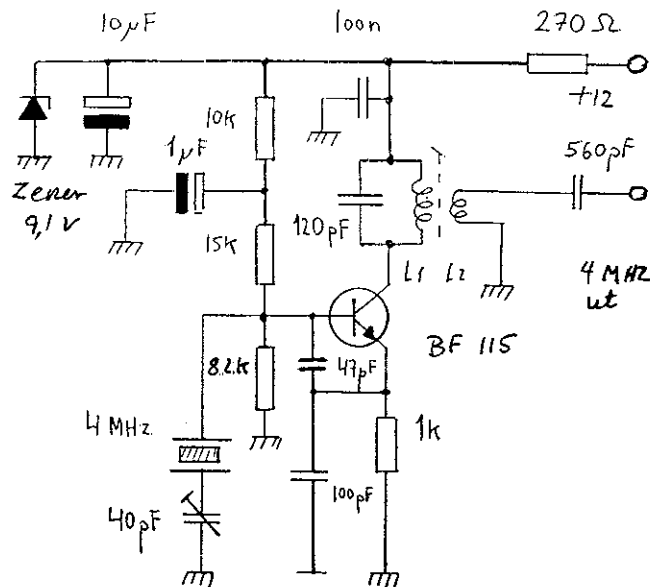 10µF
100n
270 Ω
+12
10k
1µF
560pF
Zener
9,1 V
120pF
15k
L1 L2
4 MHZ
ut
BF 115
8.2k
47pF
4 MHz
1k
40pF
100pF